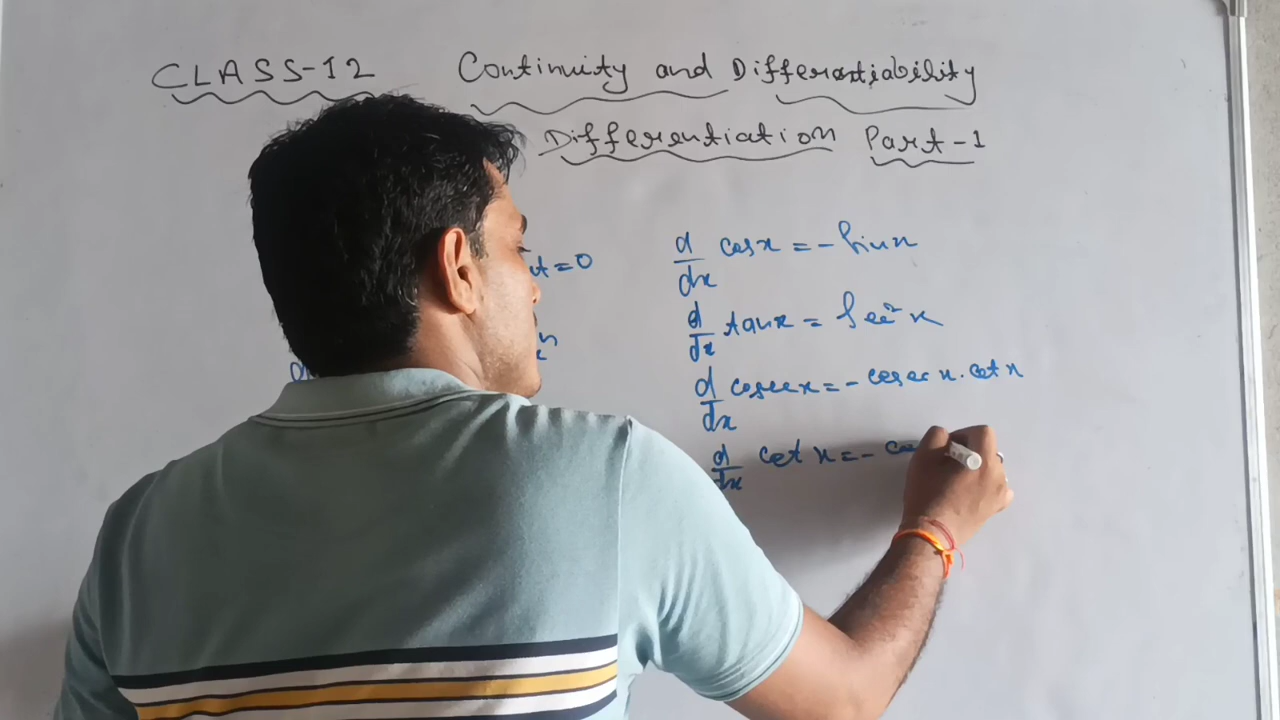 CLASS-12 Continuity and Differentiability
Differentiation Part-1
= 0
d/dx cosx = - sinx
d/dx tanx = sec²x
d/dx cosecx = - cosec x . cot x
d/dx cot x = -